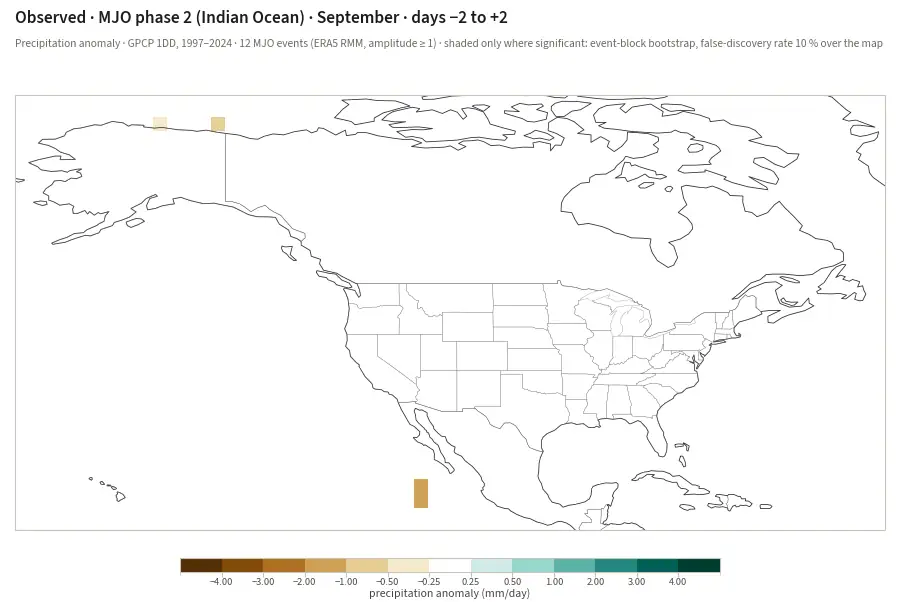 Observed · MJO phase 2 (Indian Ocean) · September · days −2 to +2
Precipitation anomaly · GPCP 1DD, 1997–2024 · 12 MJO events (ERA5 RMM, amplitude ≥ 1) · shaded only where significant: event-block bootstrap, false-discovery rate 10 % over the map
−4.00 −3.00 −2.00 −1.00 −0.50 −0.25 0.25 0.50 1.00 2.00 3.00 4.00
precipitation anomaly (mm/day)